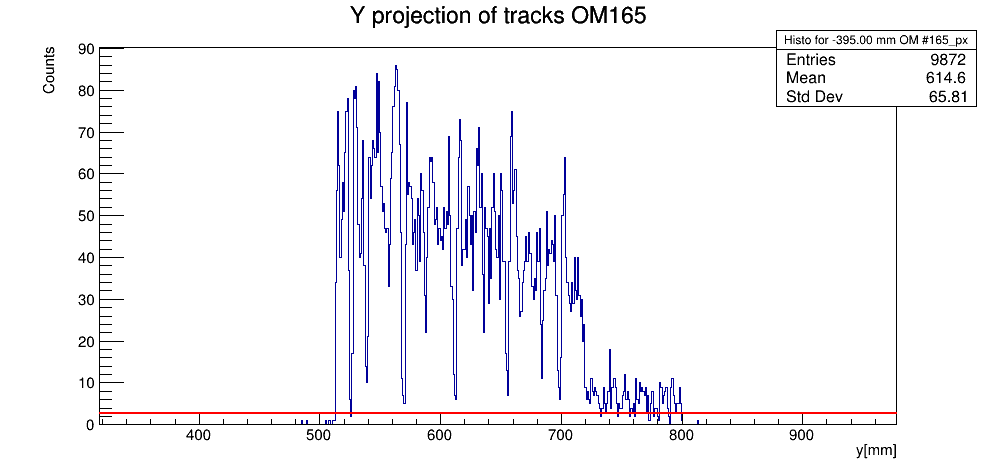 Y projection of tracks OM165
Histo for -395.00 mm OM #165_px
Entries 9872
Mean 614.6
Std Dev 65.81
Counts
90
80
70
60
50
40
30
20
10
0
400 500 600 700 800 900
y[mm]